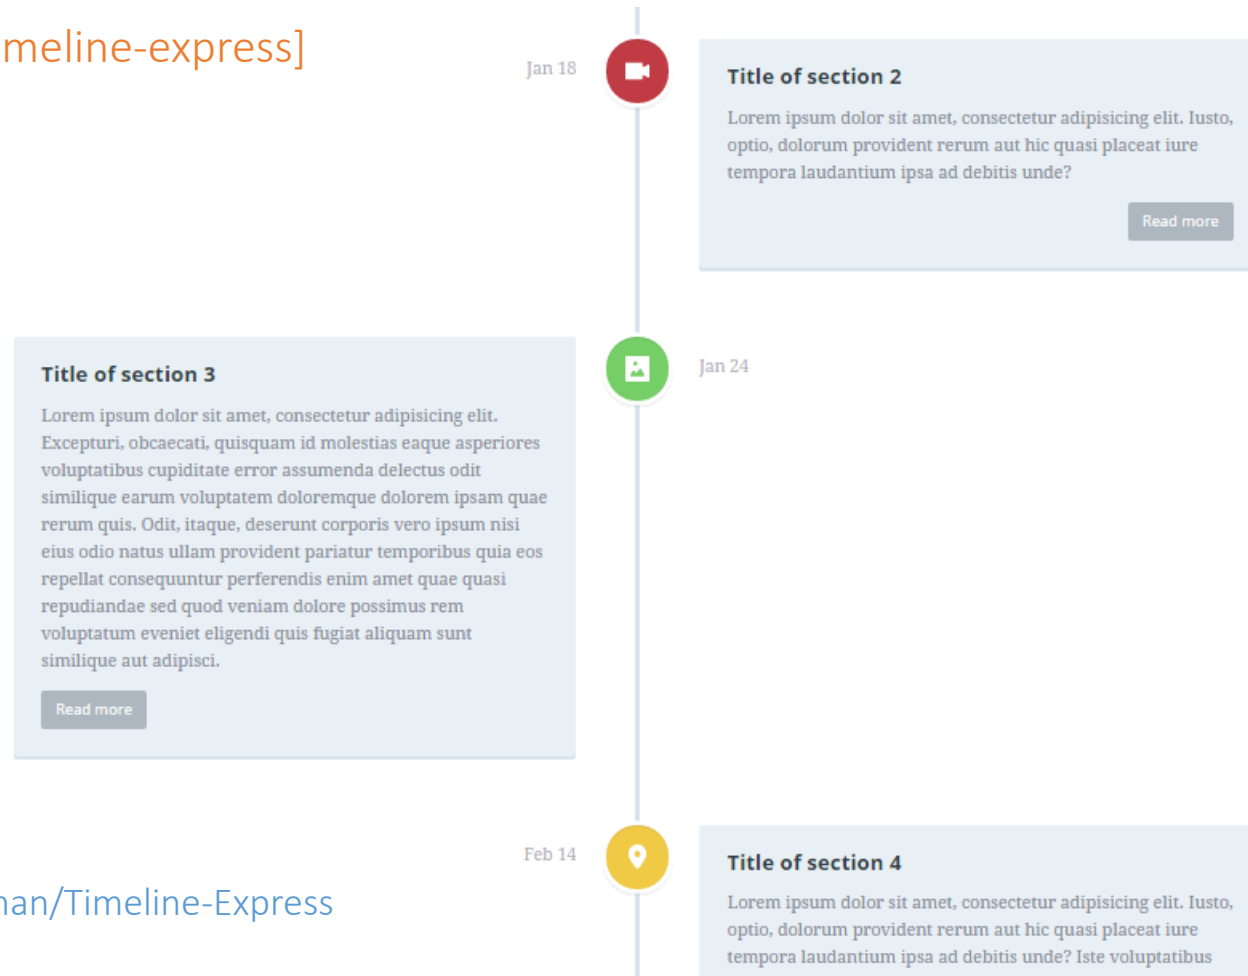 meline-express]
Jan 18
Title of section 2
Lorem ipsum dolor sit amet, consectetur adipisicing elit. Iusto,
optio, dolorum provident rerum aut hic quasi placeat iure
tempora laudantium ipsa ad debitis unde?
Read more
Title of section 3
Lorem ipsum dolor sit amet, consectetur adipisicing elit.
Excepturi, obcaecati, quisquam id molestias eaque asperiores
voluptatibus cupiditate error assumenda delectus odit
similique earum voluptatem doloremque dolorem ipsam quae
rerum quis. Odit, itaque, deserunt corporis vero ipsum nisi
eius odio natus ullam provident pariatur temporibus quia eos
repellat consequuntur perferendis enim amet quae quasi
repudiandae sed quod veniam dolore possimus rem
voluptatum eveniet eligendi quis fugiat aliquam sunt
similique aut adipisci.
Read more
Jan 24
Feb 14
Title of section 4
Lorem ipsum dolor sit amet, consectetur adipisicing elit. Iusto,
optio, dolorum provident rerum aut hic quasi placeat iure
tempora laudantium ipsa ad debitis unde? Iste voluptatibus
nan/Timeline-Express